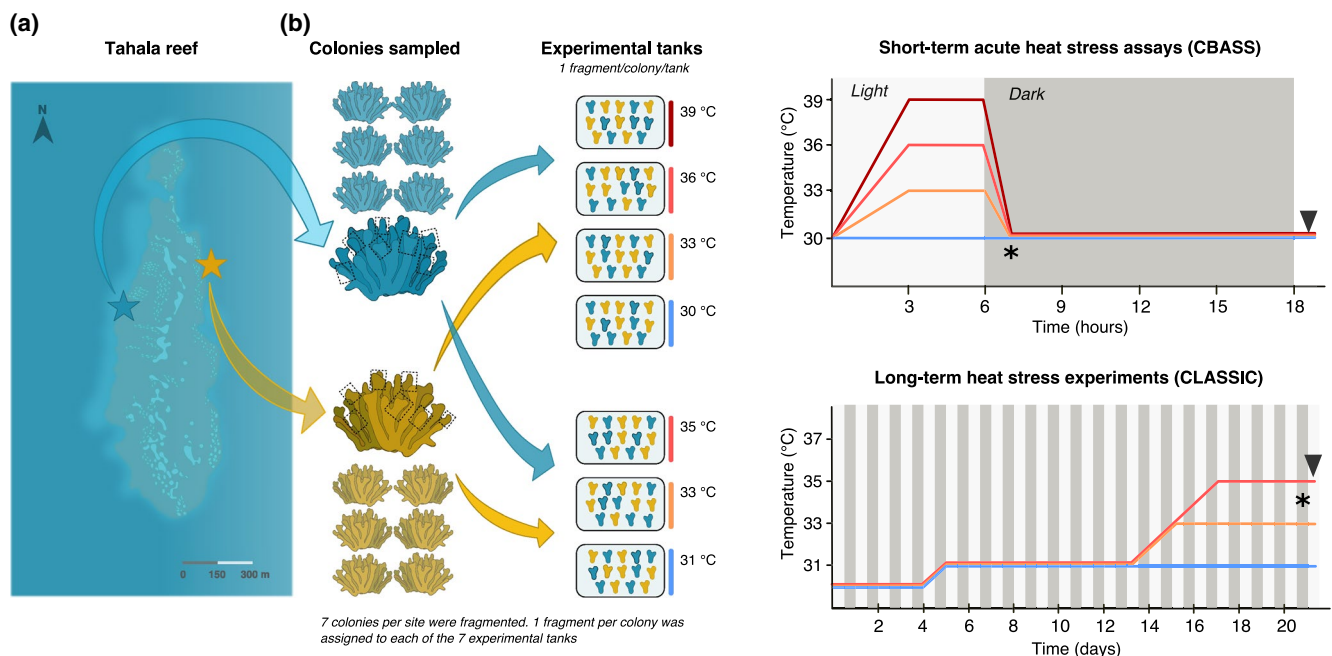 (a)
Tahala reef
N
0 150 300 m
(b)
Colonies sampled
Experimental tanks
1 fragment/colony/tank
39 °C
36 °C
33 °C
30 °C
35 °C
33 °C
31 °C
7 colonies per site were fragmented. 1 fragment per colony was
assigned to each of the 7 experimental tanks
Short-term acute heat stress assays (CBASS)
Light
Dark
Temperature (°C)
39
36
33
30
*
3 6 9 12 15 18
Time (hours)
Long-term heat stress experiments (CLASSIC)
Temperature (°C)
37
35
33
31
*
2 4 6 8 10 12 14 16 18 20
Time (days)